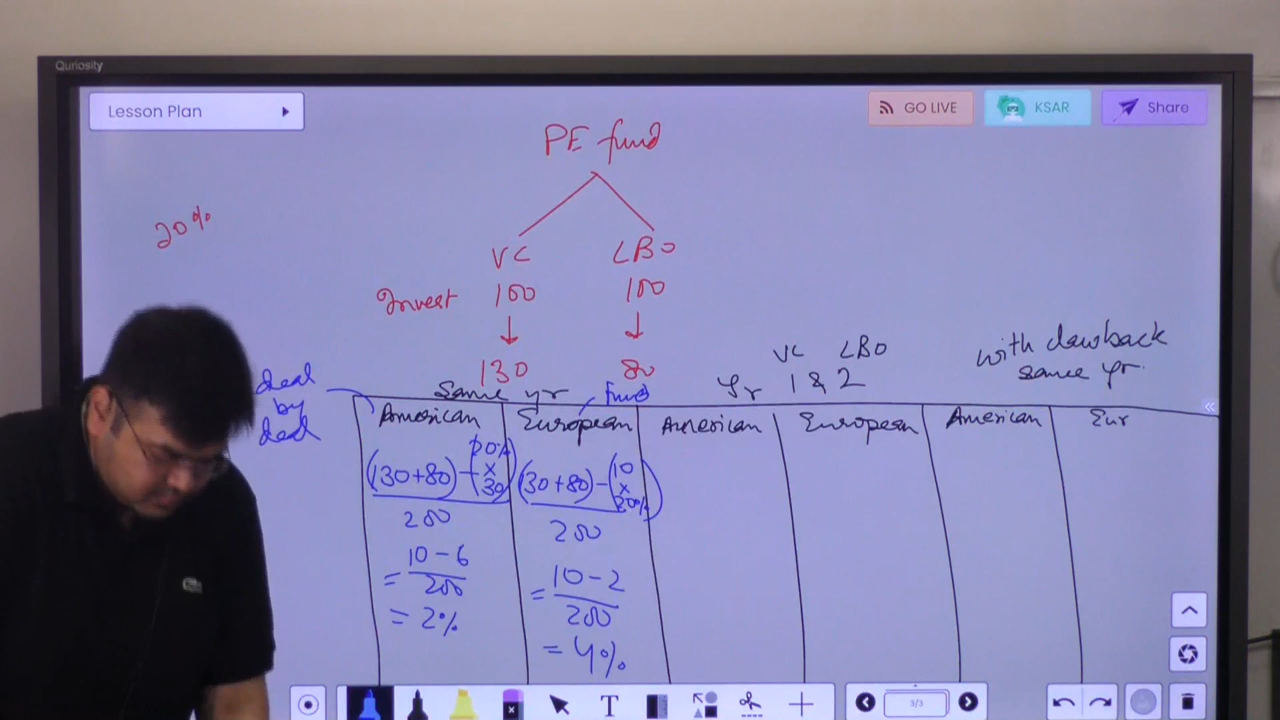 Quriosity
Lesson Plan
GO LIVE
KSAR
Share
PE fund
20%
VC LBO
Invest 100 100
130 80
Same yr
VC LBO
Yr 1 & 2
with clawback
same yr.
deal
by
deal
fund
American European American European American Eur
(130+80) - (20% x 30)
200
= 10 - 6
200
= 2%
(30+80) - (10 x 20%)
200
= 10 - 2
200
= 4%
T
3/3